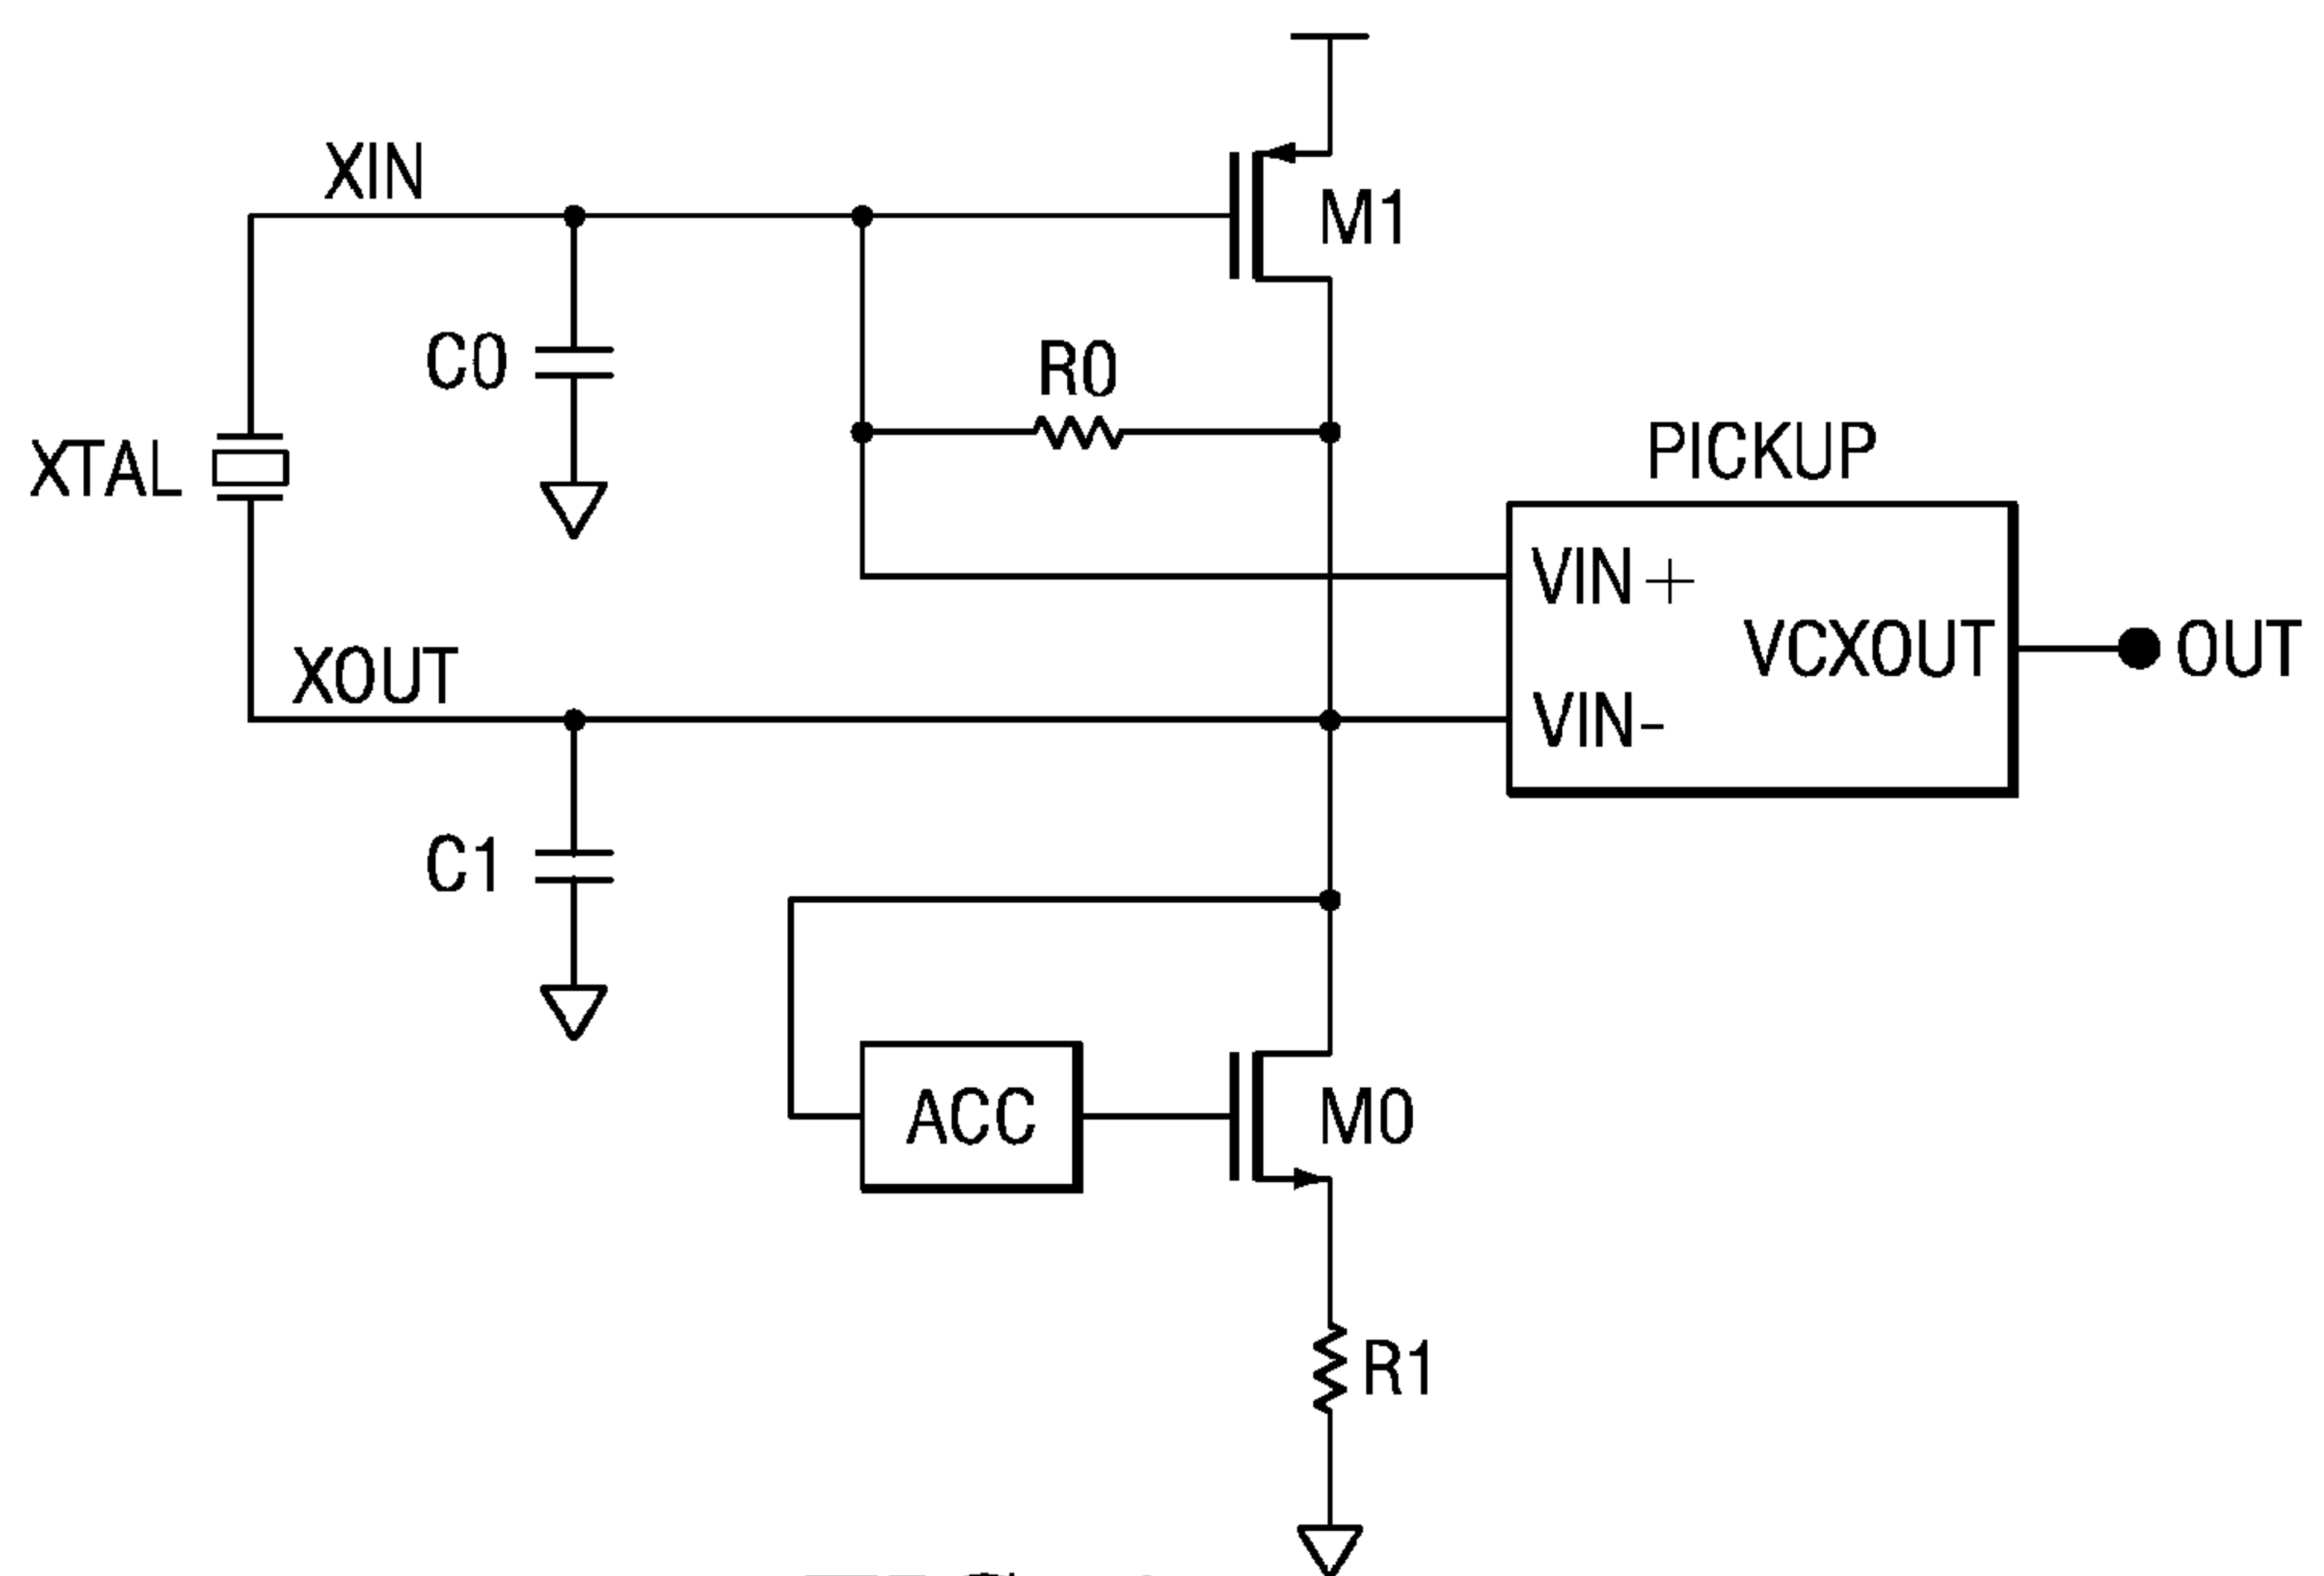 XIN
M1
C0
R0
XTAL
PICKUP
VIN+
VCXOUT
OUT
XOUT
VIN-
C1
ACC
M0
R1